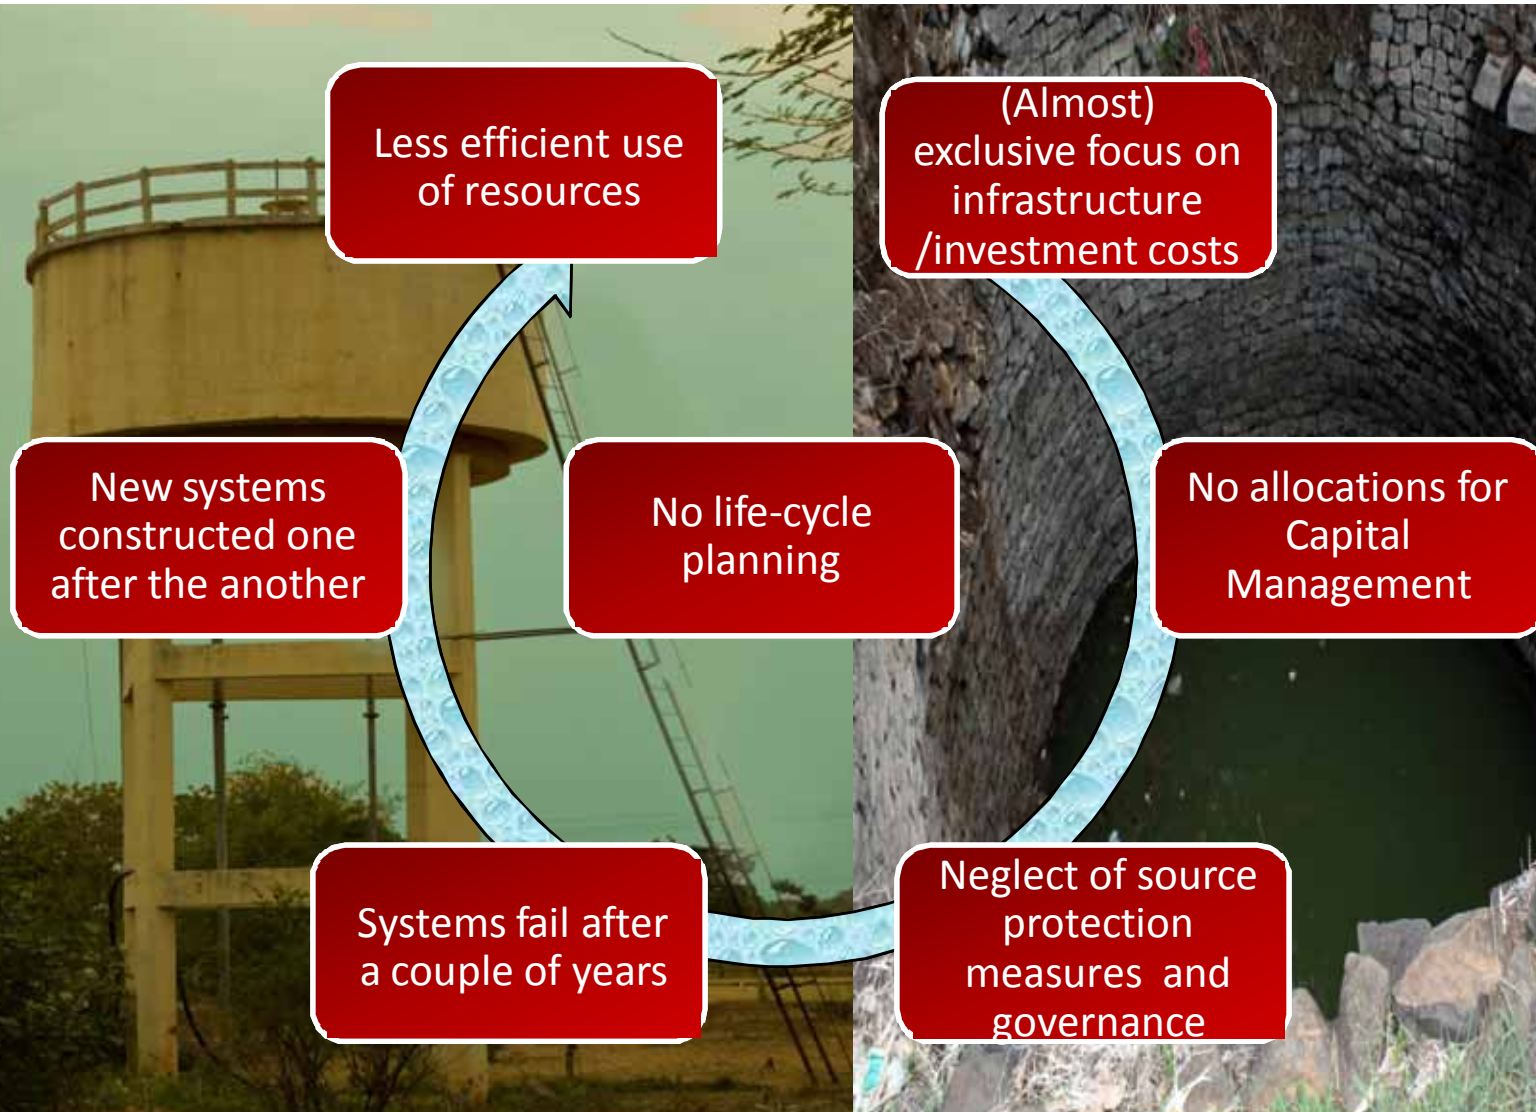 Less efficient use
of resources
(Almost)
exclusive focus on
infrastructure
/investment costs
New systems
constructed one
after the another
No life-cycle
planning
No allocations for
Capital
Management
Systems fail after
a couple of years
Neglect of source
protection
measures and
governance